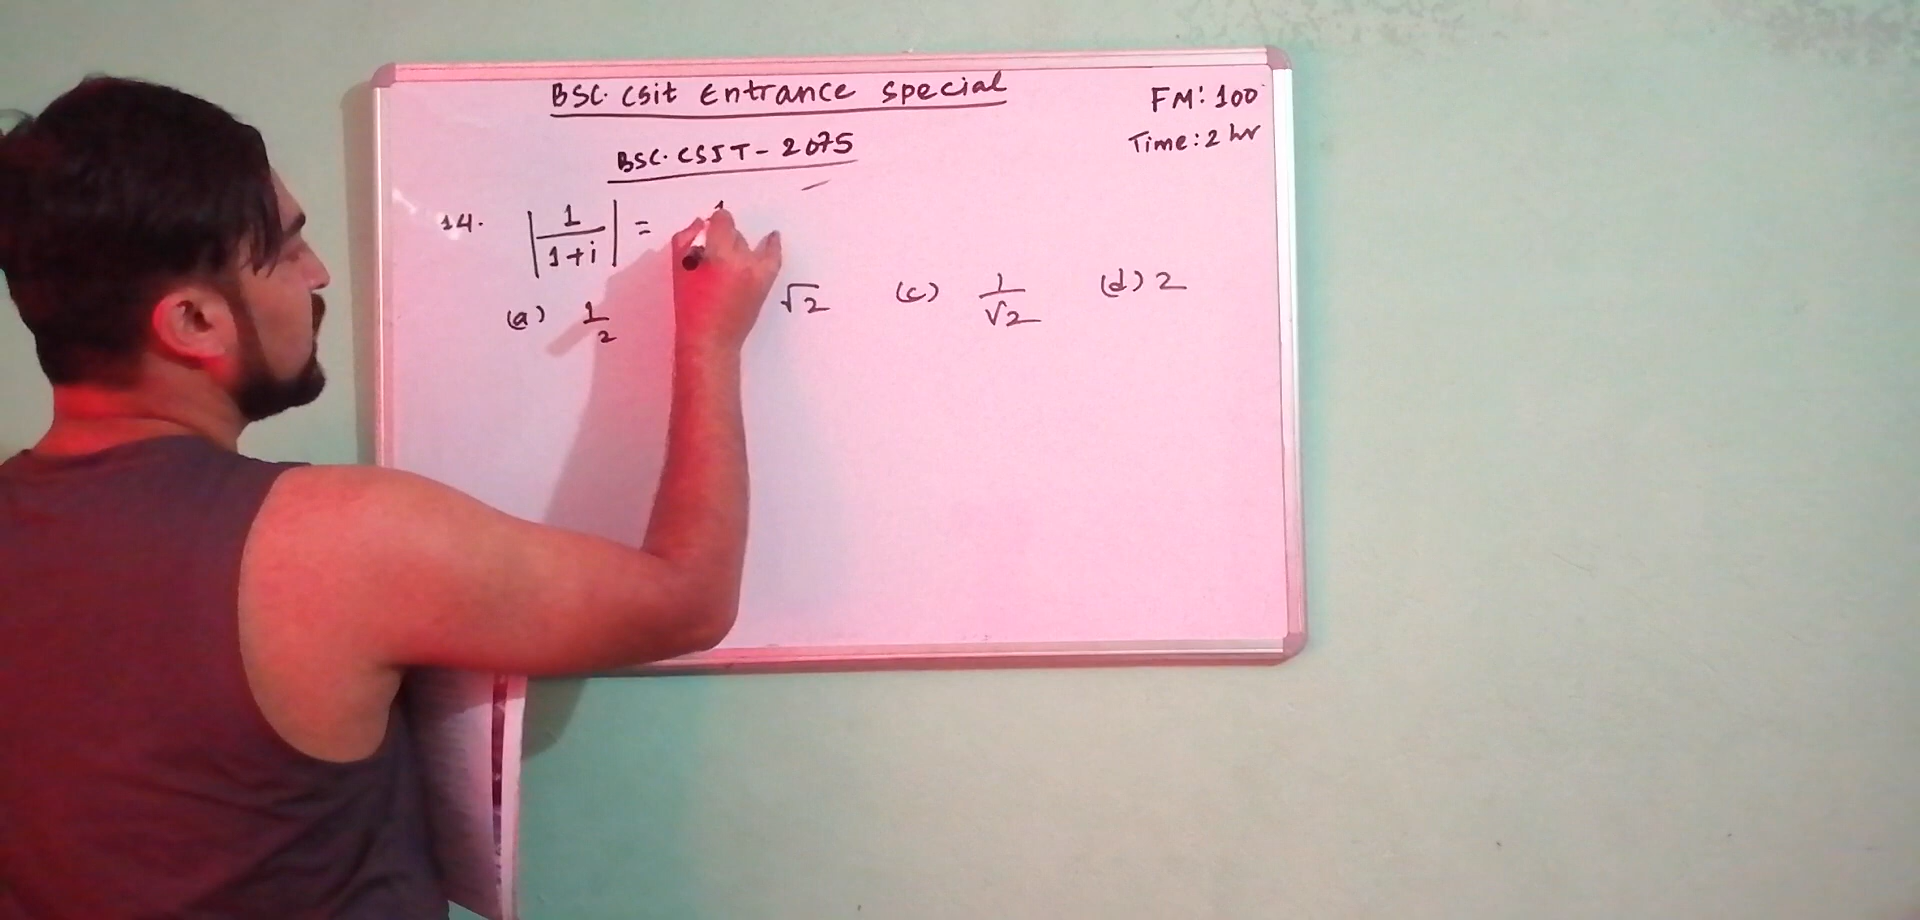 BSC. CSit Entrance Special
FM: 100
Time: 2 hr
BSC. CSIT - 2075
14. |1/1+i| = 1
(a) 1/2 √2 (c) 1/√2 (d) 2